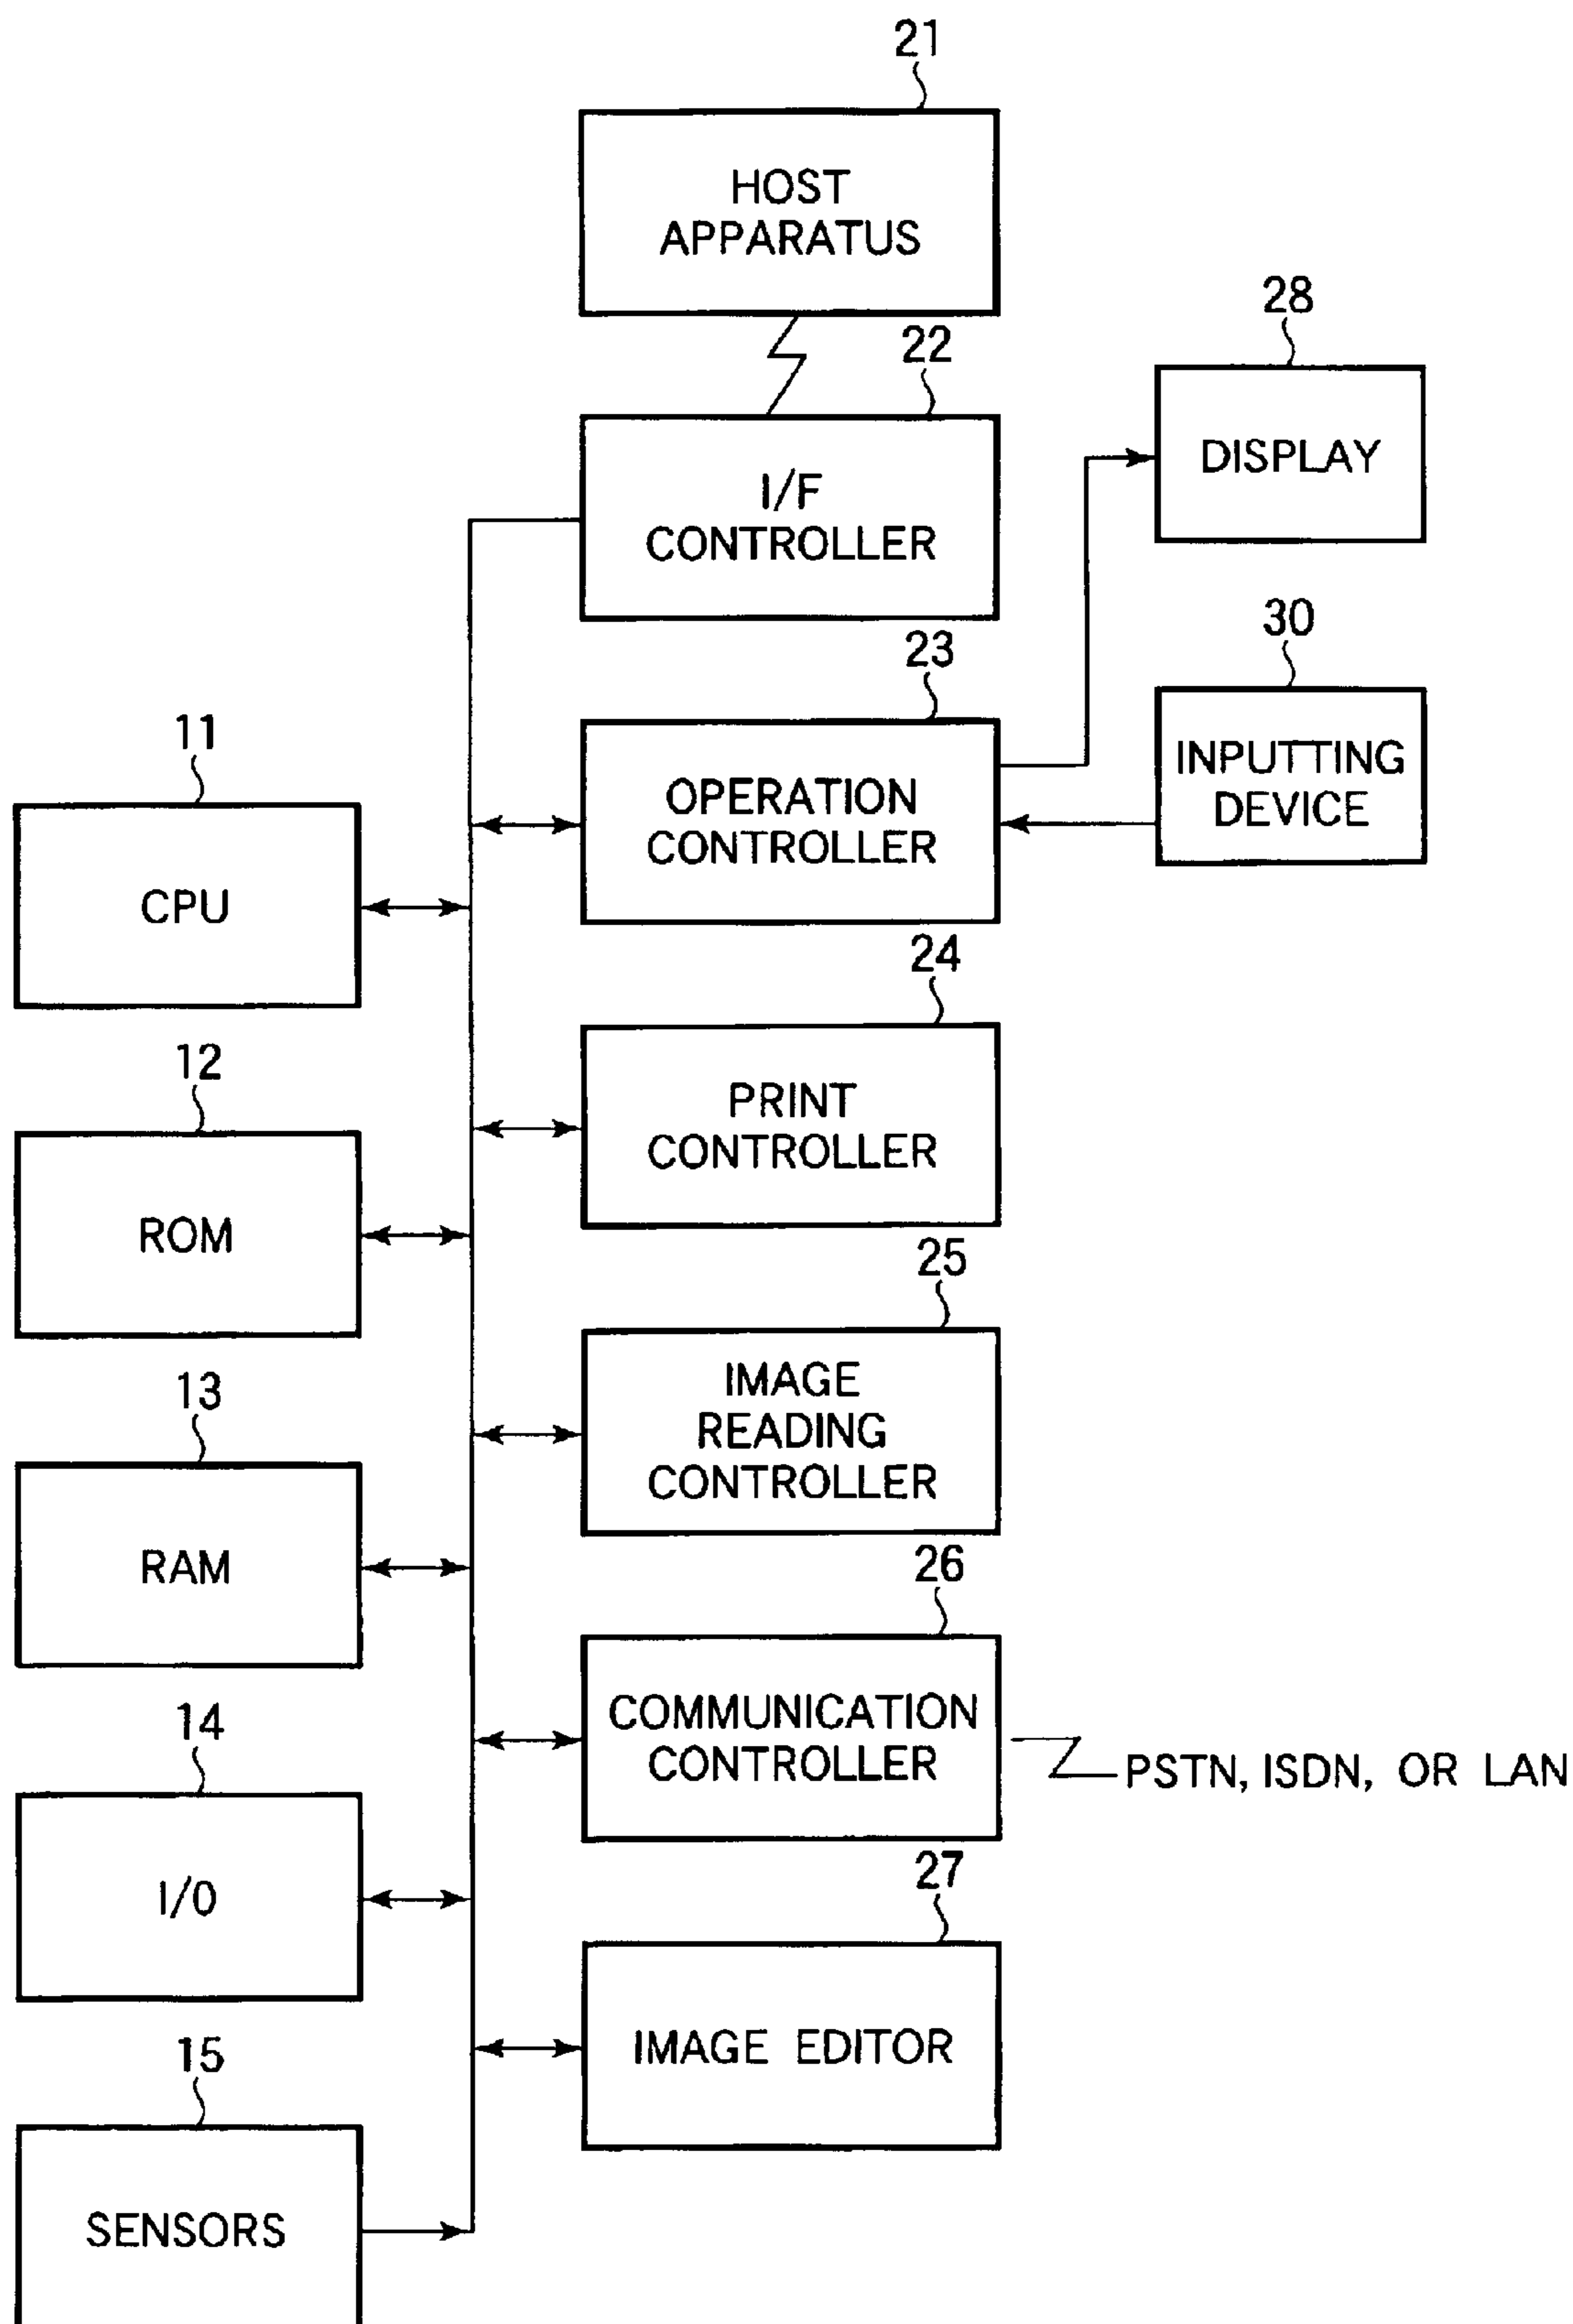 21
HOST
APPARATUS
22
I/F
CONTROLLER
28
DISPLAY
23
OPERATION
CONTROLLER
30
INPUTTING
DEVICE
11
CPU
24
PRINT
CONTROLLER
12
ROM
25
IMAGE
READING
CONTROLLER
13
RAM
26
COMMUNICATION
CONTROLLER
PSTN, ISDN, OR LAN
14
I/O
27
IMAGE EDITOR
15
SENSORS